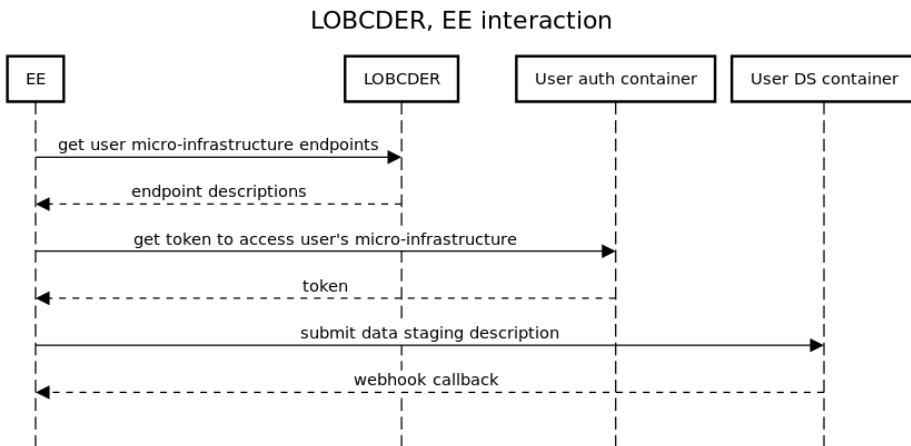 LOBCDER, EE interaction
EE
LOBCDER
User auth container
User DS container
get user micro-infrastructure endpoints
endpoint descriptions
get token to access user's micro-infrastructure
token
submit data staging description
webhook callback